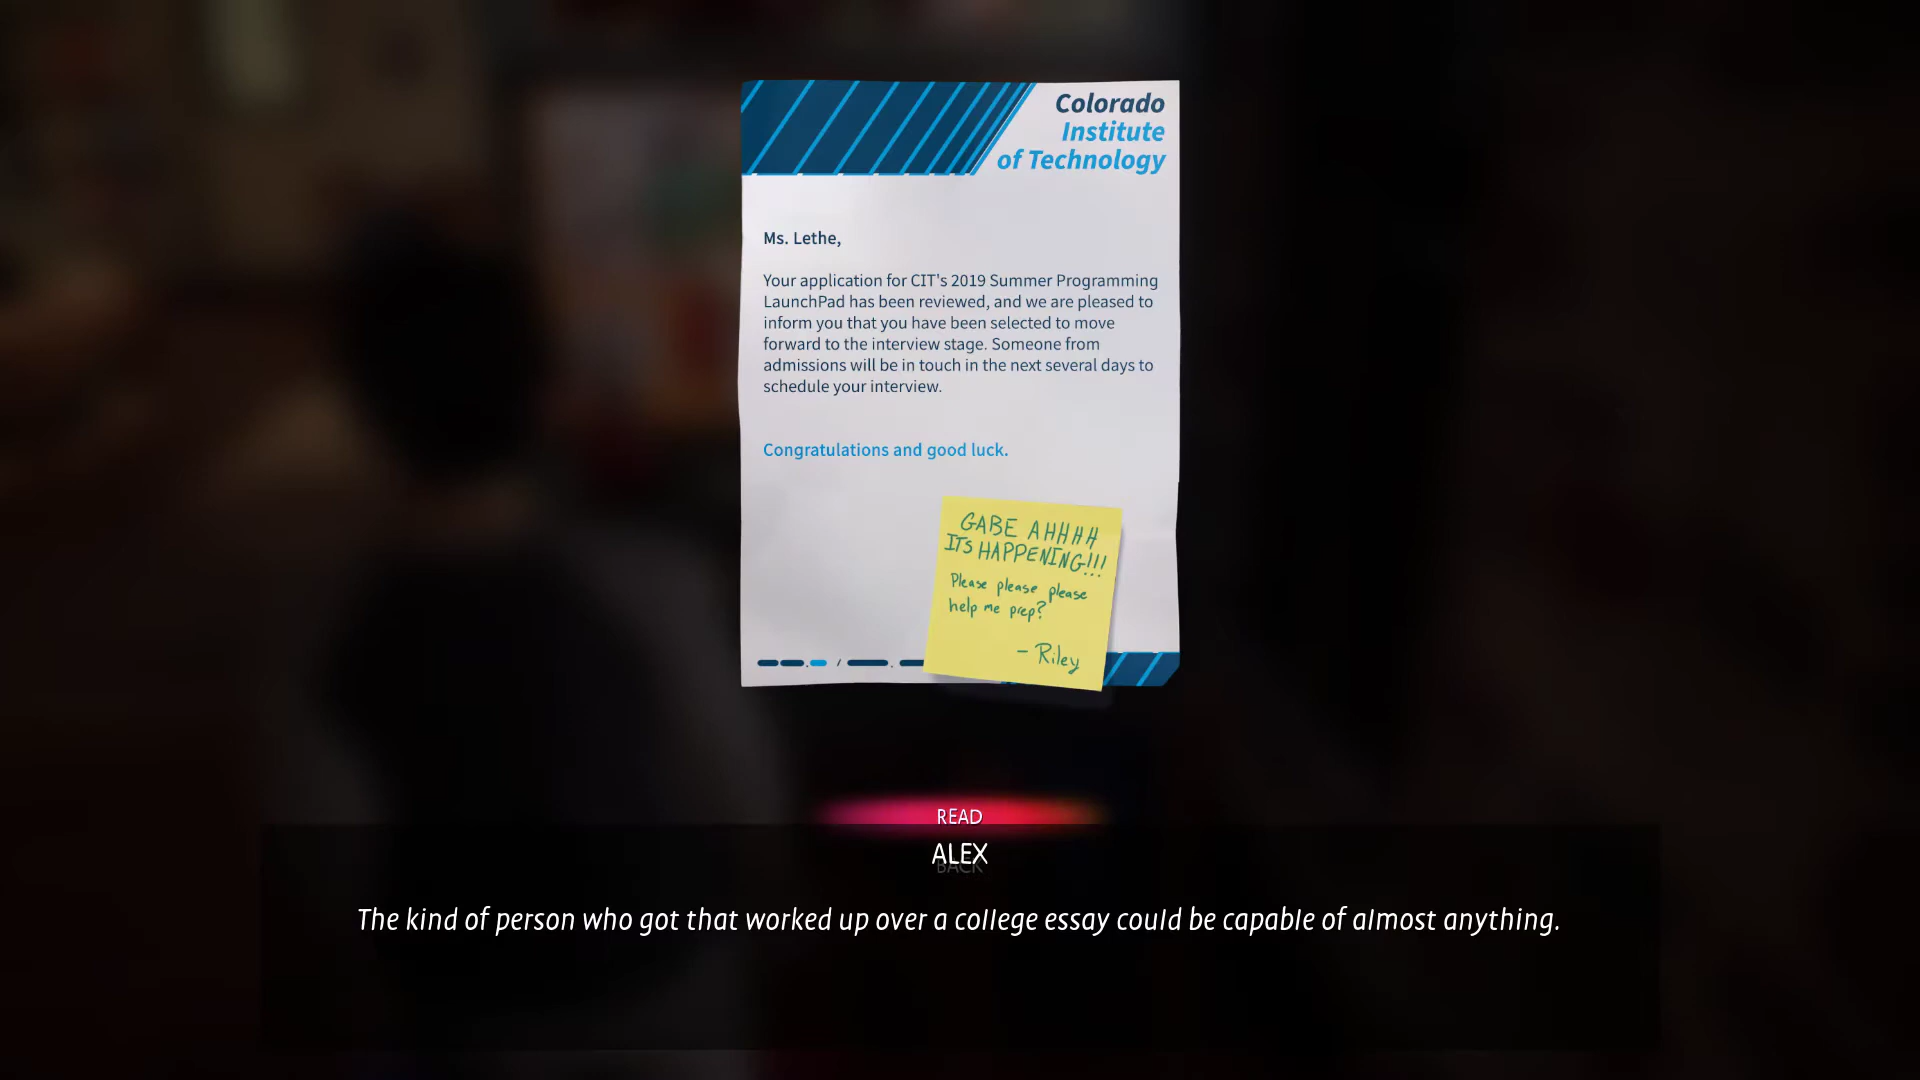 Colorado
Institute
of Technology
Ms. Lethe,
Your application for CIT's 2019 Summer Programming
LaunchPad has been reviewed, and we are pleased to
inform you that you have been selected to move
forward to the interview stage. Someone from
admissions will be in touch in the next several days to
schedule your interview.
Congratulations and good luck.
GABE AHHHH
ITS HAPPENING!!!
Please please please
help me prep?
- Riley
READ
ALEX
BACK
The kind of person who got that worked up over a college essay could be capable of almost anything.